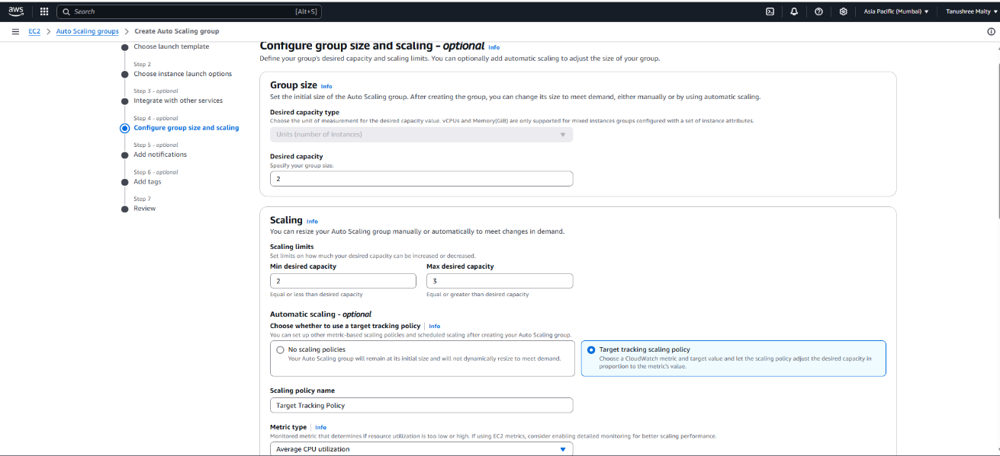 aws
Search
[Alt+S]
Asia Pacific (Mumbai)
Tanushree Maity
EC2
Auto Scaling groups
Create Auto Scaling group
Choose launch template
Step 2
Choose instance launch options
Step 3 - optional
Integrate with other services
Step 4 - optional
Configure group size and scaling
Step 5 - optional
Add notifications
Step 6 - optional
Add tags
Step 7
Review
Configure group size and scaling - optional Info
Define your group's desired capacity and scaling limits. You can optionally add automatic scaling to adjust the size of your group.
Group size Info
Set the initial size of the Auto Scaling group. After creating the group, you can change its size to meet demand, either manually or by using automatic scaling.
Desired capacity type
Choose the unit of measurement for the desired capacity value. vCPUs and Memory(GiB) are only supported for mixed instances groups configured with a set of instance attributes.
Units (number of instances)
Desired capacity
Specify your group size.
2
Scaling Info
You can resize your Auto Scaling group manually or automatically to meet changes in demand.
Scaling limits
Set limits on how much your desired capacity can be increased or decreased.
Min desired capacity
2
Equal or less than desired capacity
Max desired capacity
3
Equal or greater than desired capacity
Automatic scaling - optional
Choose whether to use a target tracking policy Info
You can set up other metric-based scaling policies and scheduled scaling after creating your Auto Scaling group.
No scaling policies
Your Auto Scaling group will remain at its initial size and will not dynamically resize to meet demand.
Target tracking scaling policy
Choose a CloudWatch metric and target value and let the scaling policy adjust the desired capacity in
proportion to the metric's value.
Scaling policy name
Target Tracking Policy
Metric type Info
Monitored metric that determines if resource utilization is too low or high. If using EC2 metrics, consider enabling detailed monitoring for better scaling performance.
Average CPU utilization